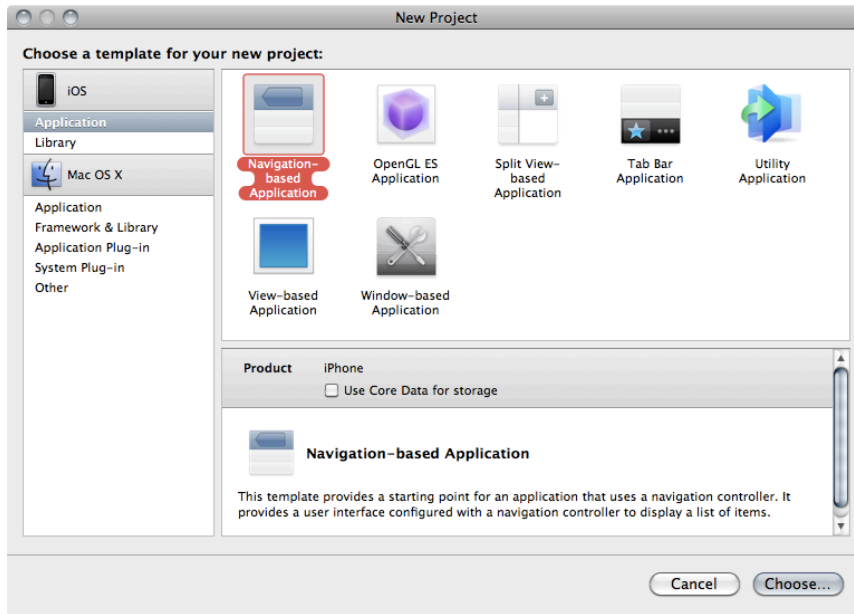 New Project
Choose a template for your new project:
iOS
Application
Library
Mac OS X
Application
Framework & Library
Application Plug-in
System Plug-in
Other
Navigation-
based
Application
OpenGL ES
Application
Split View-
based
Application
Tab Bar
Application
Utility
Application
View-based
Application
Window-based
Application
Product iPhone
Use Core Data for storage
Navigation-based Application
This template provides a starting point for an application that uses a navigation controller. It
provides a user interface configured with a navigation controller to display a list of items.
Cancel Choose...